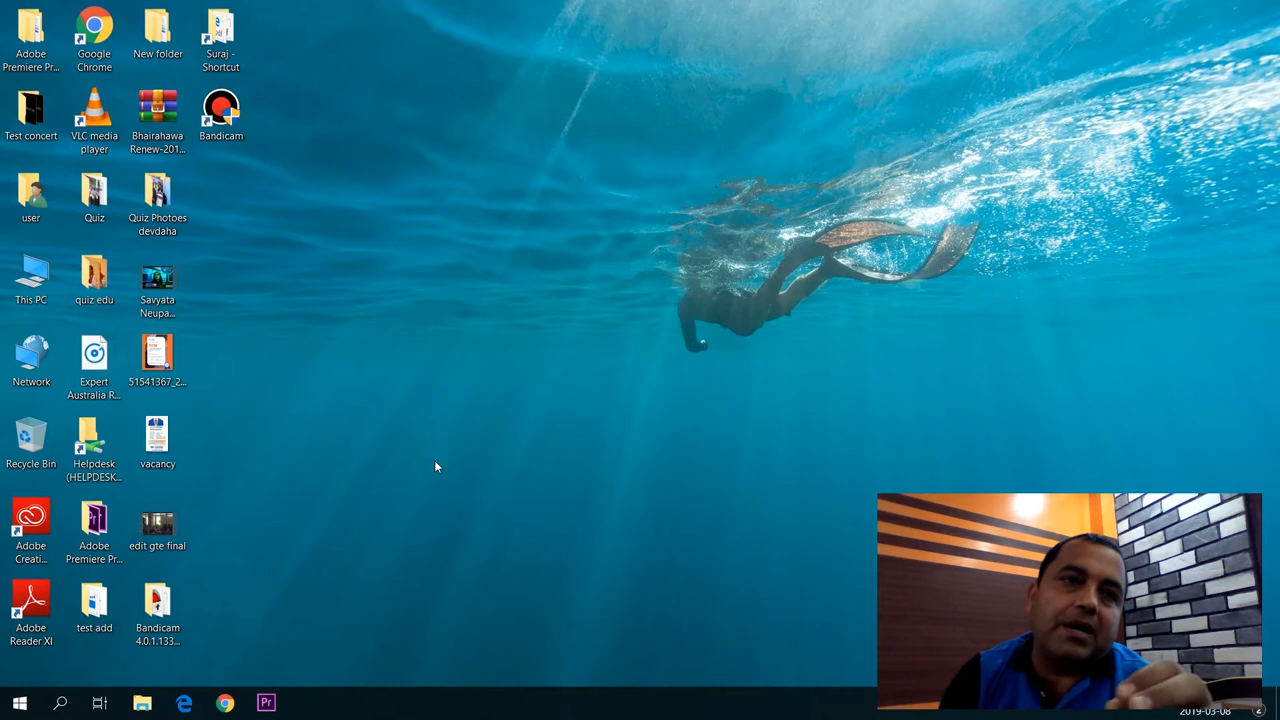 Adobe
Premiere Pr...
Google
Chrome
New folder
Suraj -
Shortcut
Test concert
VLC media
player
Bhairahawa
Renew-201...
Bandicam
user
Quiz
Quiz Photoes
devdaha
This PC
quiz.edu
Savyata
Neupa...
Network
Expert
Australia R...
51541367_2...
Recycle Bin
Helpdesk
(HELPDESK...
vacancy
Adobe
Creati...
Adobe
Premiere Pr...
edit gte final
Adobe
Reader XI
test add
Bandicam
4.0.1.133...
Pr
2019-03-08
2